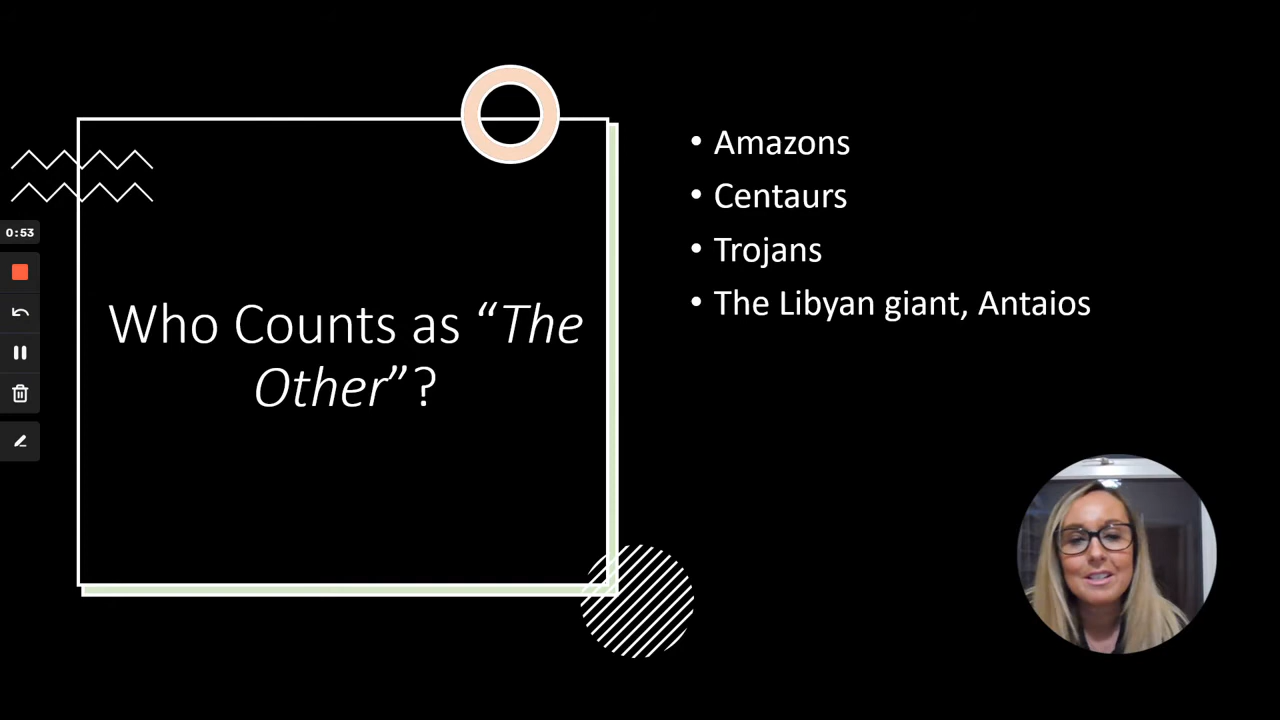 Who Counts as “The
Other”?
• Amazons
• Centaurs
• Trojans
• The Libyan giant, Antaios
0:53